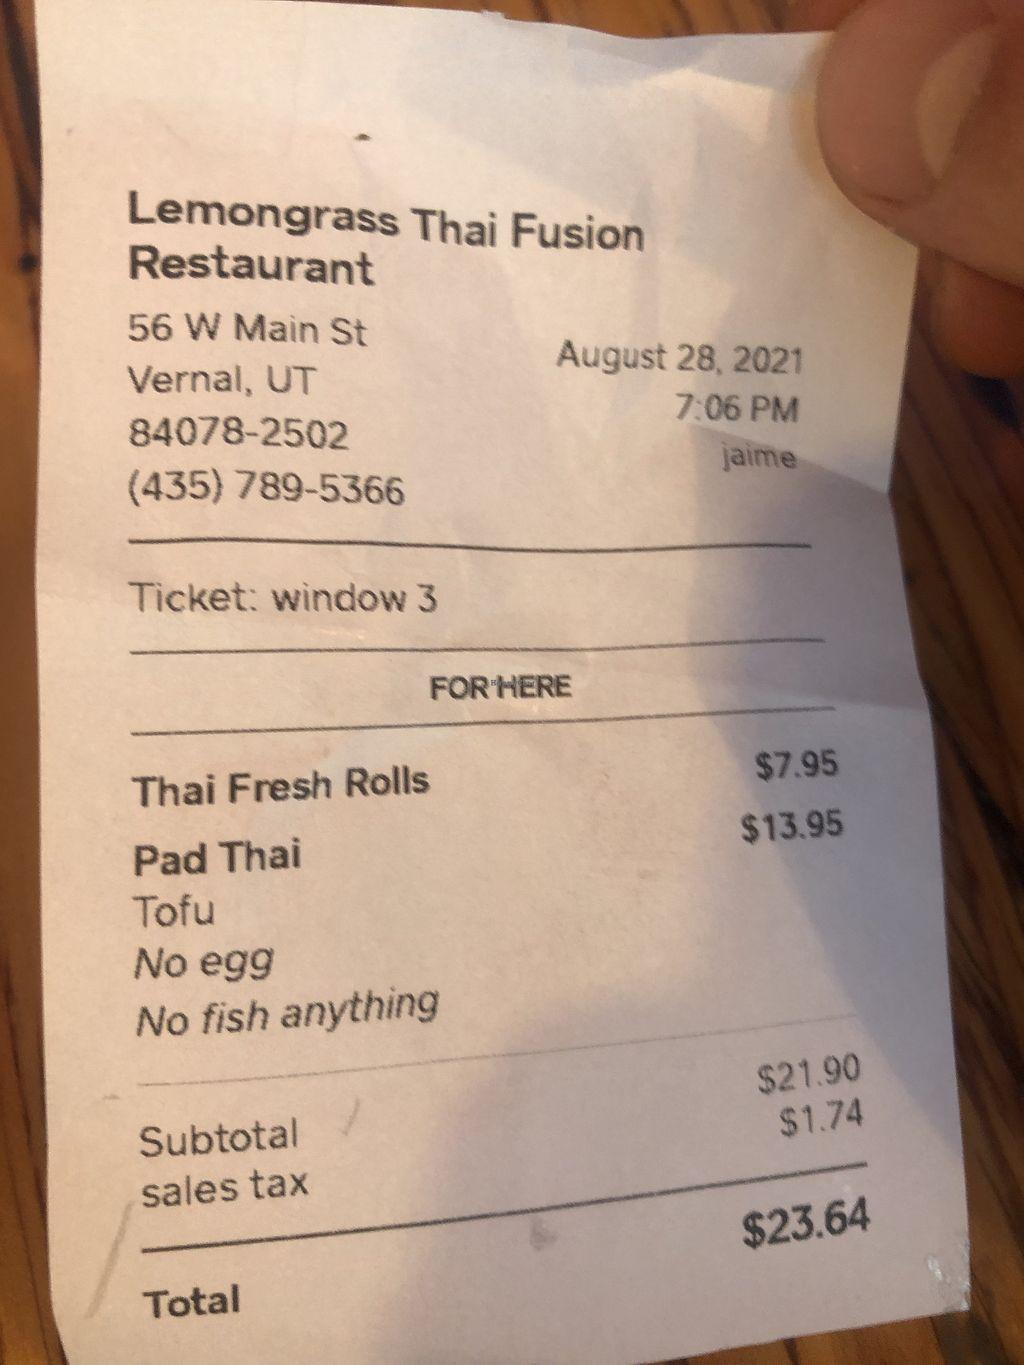 Lemongrass Thai Fusion
Restaurant
56 W Main St
Vernal, UT
84078-2502
(435) 789-5366
August 28, 2021
7:06 PM
jaime
Ticket: window 3
FOR HERE
Thai Fresh Rolls $7.95
Pad Thai $13.95
Tofu
No egg
No fish anything
Subtotal $21.90
sales tax $1.74
Total $23.64